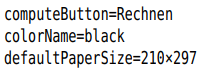 computeButton=Rechnen
colorName=black
defaultPaperSize=210×297